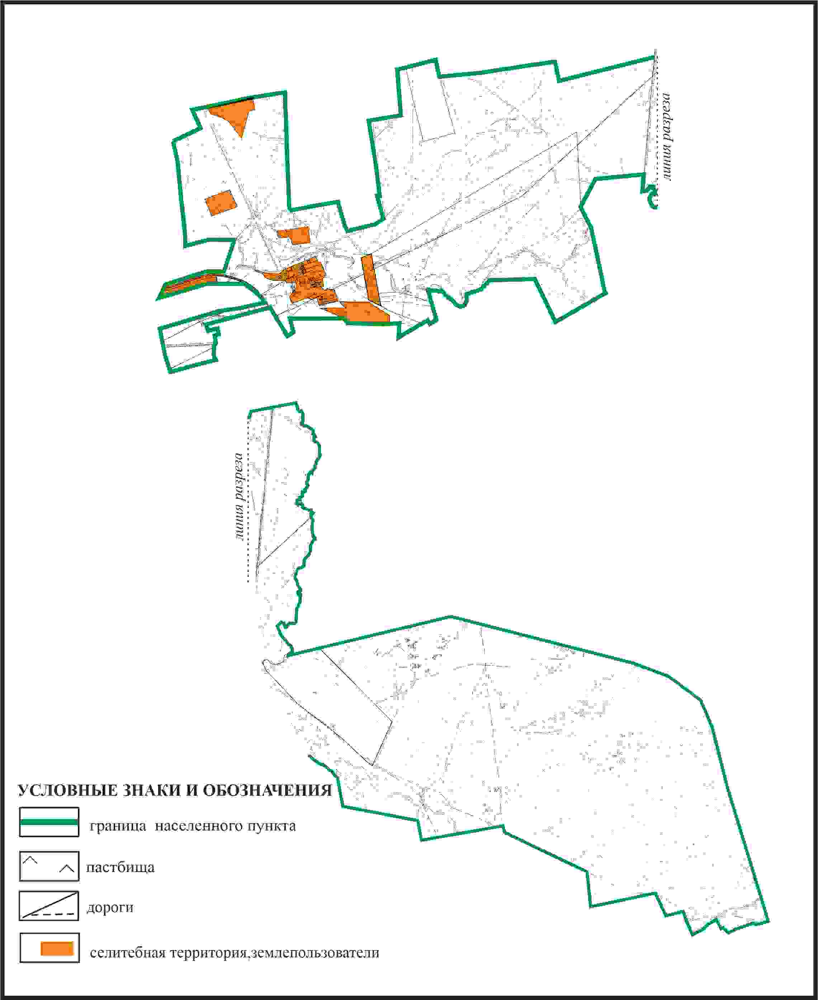 линия разреза
линия разреза
УСЛОВНЫЕ ЗНАКИ И ОБОЗНАЧЕНИЯ
граница населенного пункта
пастбища
дороги
селитебная территория,землепользователи